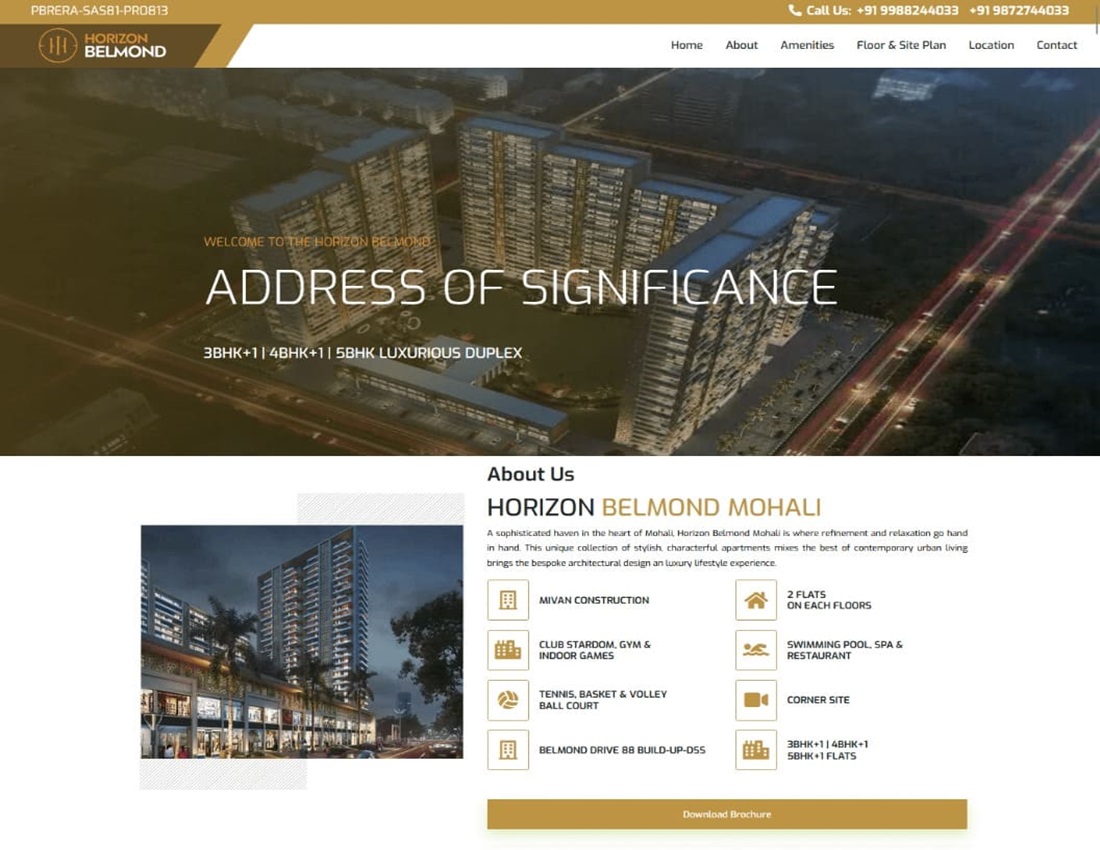 PBRERA-SAS81-PR0813
Call Us: +91 9988244033 +91 9872744033
HORIZON
BELMOND
Home About Amenities Floor & Site Plan Location Contact
WELCOME TO THE HORIZON BELMOND
ADDRESS OF SIGNIFICANCE
3BHK+1 | 4BHK+1 | 5BHK LUXURIOUS DUPLEX
About Us
HORIZON BELMOND MOHALI
A sophisticated haven in the heart of Mohali, Horizon Belmond Mohali is where refinement and relaxation go hand
in hand. This unique collection of stylish, characterful apartments mixes the best of contemporary urban living
brings the bespoke architectural design an luxury lifestyle experience.
MIVAN CONSTRUCTION
2 FLATS
ON EACH FLOORS
CLUB STARDOM, GYM &
INDOOR GAMES
SWIMMING POOL, SPA &
RESTAURANT
TENNIS, BASKET & VOLLEY
BALL COURT
CORNER SITE
BELMOND DRIVE 88 BUILD-UP-DSS
3BHK+1 | 4BHK+1
5BHK+1 FLATS
Download Brochure